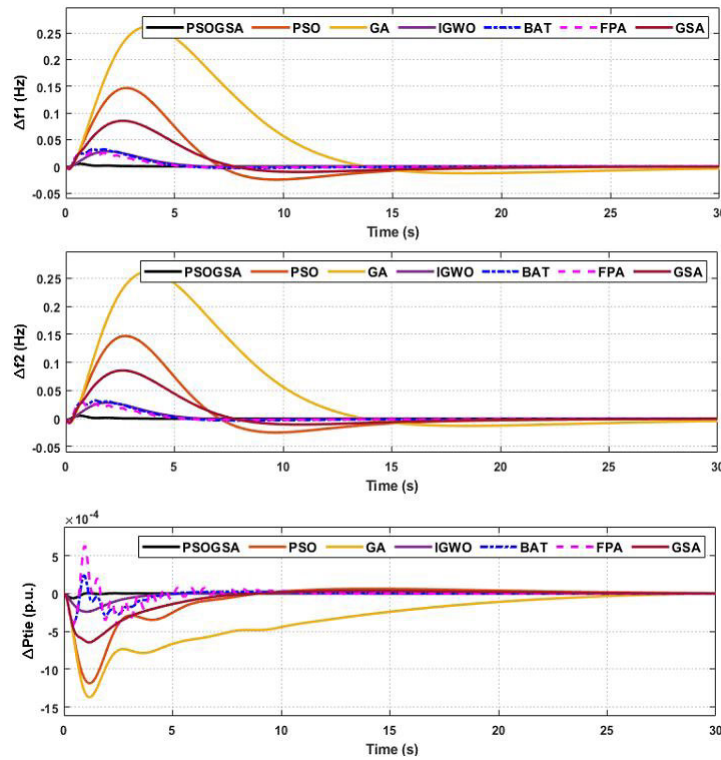 PSOGSA PSO GA IGWO BAT FPA GSA
0.25
0.2
0.15
0.1
0.05
0
-0.05
Δf1 (Hz)
0 5 10 15 20 25 30
Time (s)
PSOGSA PSO GA IGWO BAT FPA GSA
0.25
0.2
0.15
0.1
0.05
0
-0.05
Δf2 (Hz)
0 5 10 15 20 25 30
Time (s)
×10-4
PSOGSA PSO GA IGWO BAT FPA GSA
5
0
-5
-10
-15
ΔPtie (p.u.)
0 5 10 15 20 25 30
Time (s)